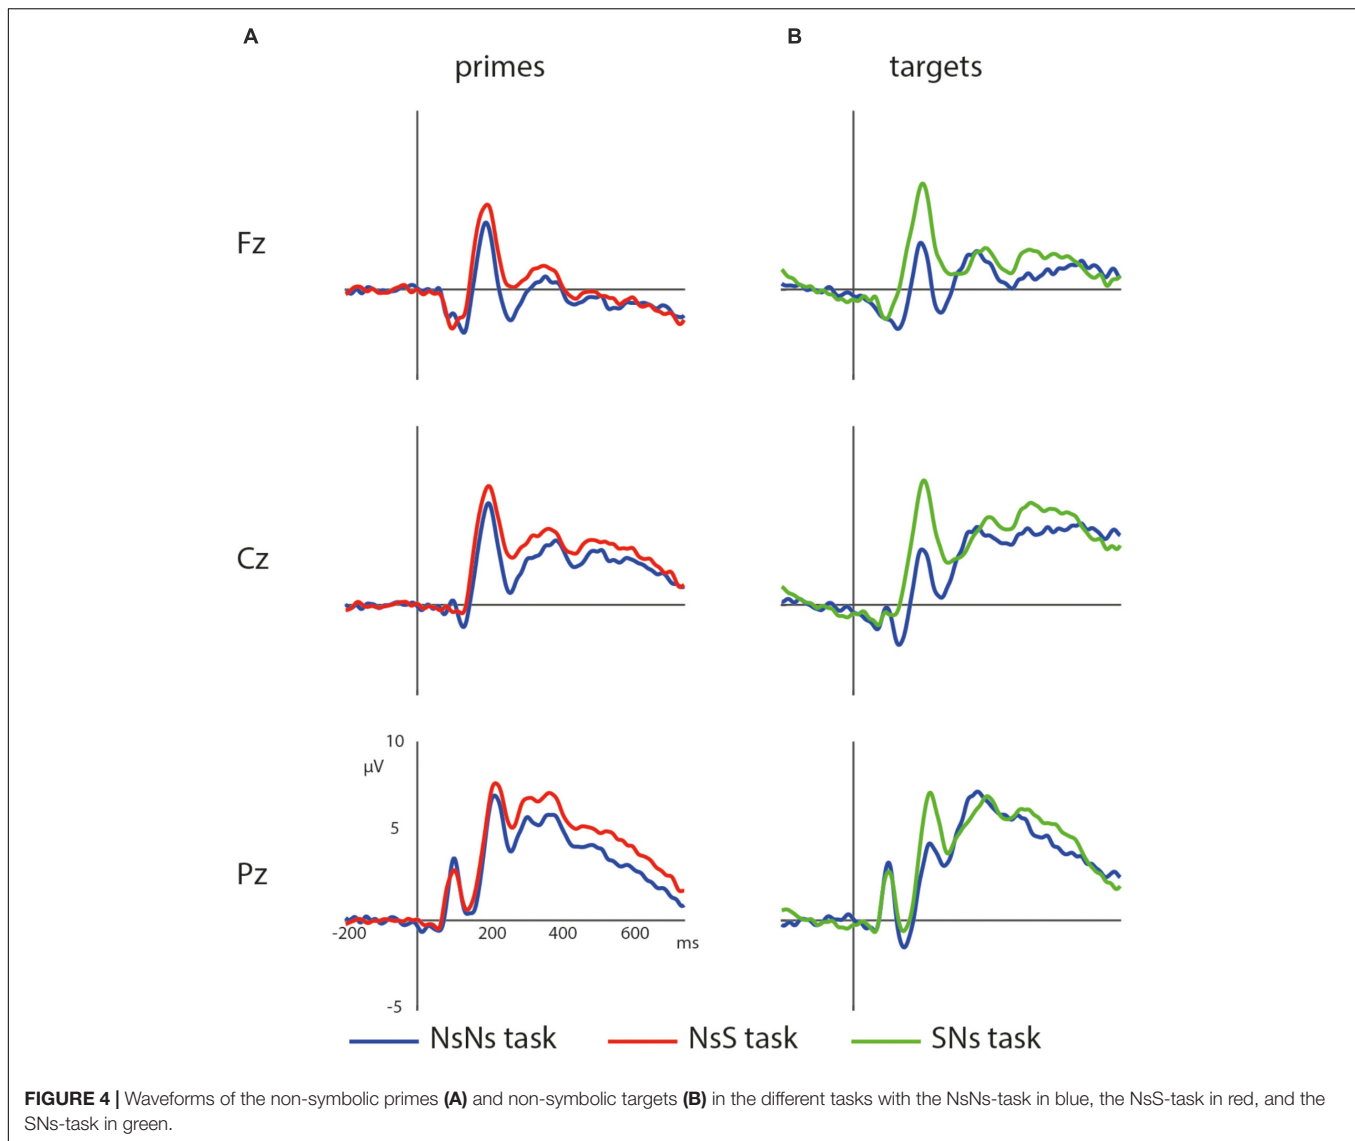 A
B
primes
targets
Fz
Cz
10
µV
5
Pz
-200
200
400
600
ms
-5
NsNs task
NsS task
SNs task
FIGURE 4 | Waveforms of the non-symbolic primes (A) and non-symbolic targets (B) in the different tasks with the NsNs-task in blue, the NsS-task in red, and the
SNs-task in green.